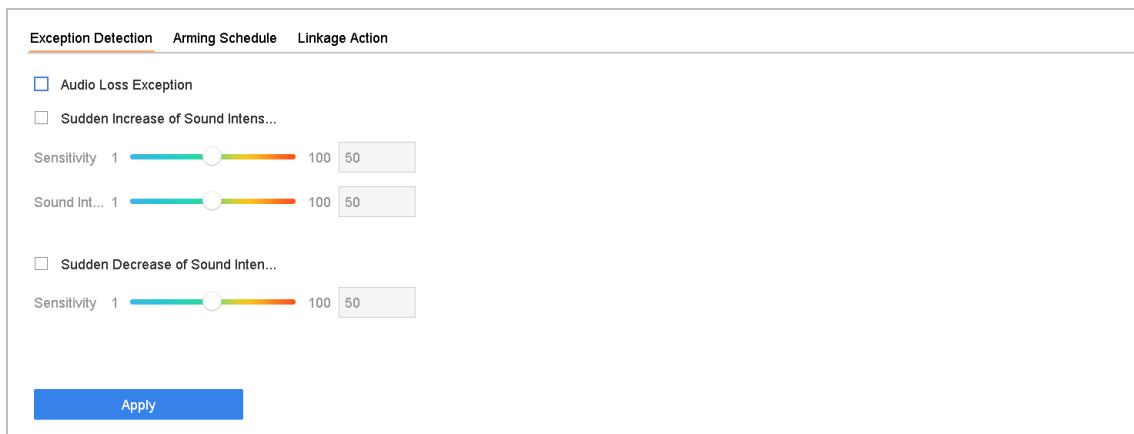 Exception Detection Arming Schedule Linkage Action
Audio Loss Exception
Sudden Increase of Sound Intens...
Sensitivity 1 100 50
Sound Int... 1 100 50
Sudden Decrease of Sound Inten...
Sensitivity 1 100 50
Apply